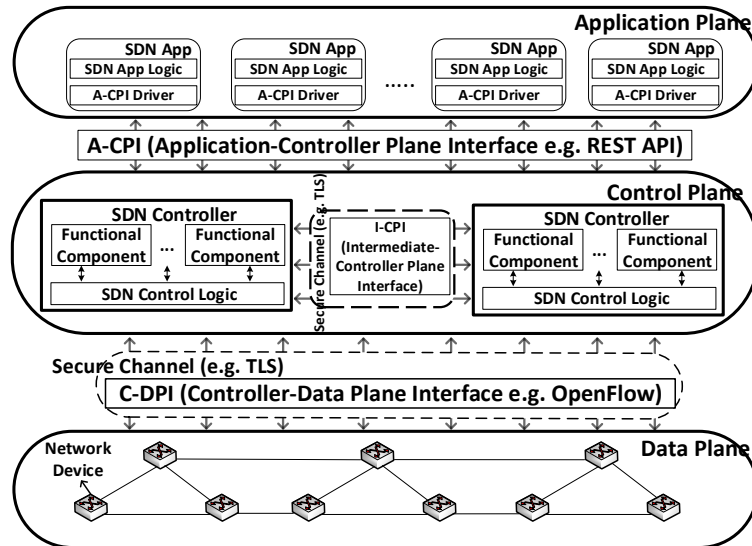 Application Plane
SDN App
SDN App Logic
A-CPI Driver
SDN App
SDN App Logic
A-CPI Driver
.....
SDN App
SDN App Logic
A-CPI Driver
SDN App
SDN App Logic
A-CPI Driver
A-CPI (Application-Controller Plane Interface e.g. REST API)
Control Plane
SDN Controller
Functional
Component
...
Functional
Component
SDN Control Logic
Secure Channel (e.g. TLS)
I-CPI
(Intermediate-
Controller Plane
Interface)
SDN Controller
Functional
Component
...
Functional
Component
SDN Control Logic
Secure Channel (e.g. TLS)
C-DPI (Controller-Data Plane Interface e.g. OpenFlow)
Data Plane
Network
Device